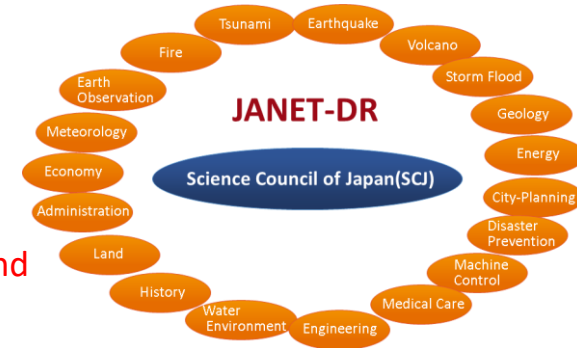 Tsunami
Earthquake
Volcano
Storm Flood
Geology
Energy
City-Planning
Disaster
Prevention
Machine
Control
Medical Care
Engineering
Water
Environment
History
Land
Administration
Economy
Meteorology
Earth
Observation
Fire
JANET-DR
Science Council of Japan(SCJ)
nd